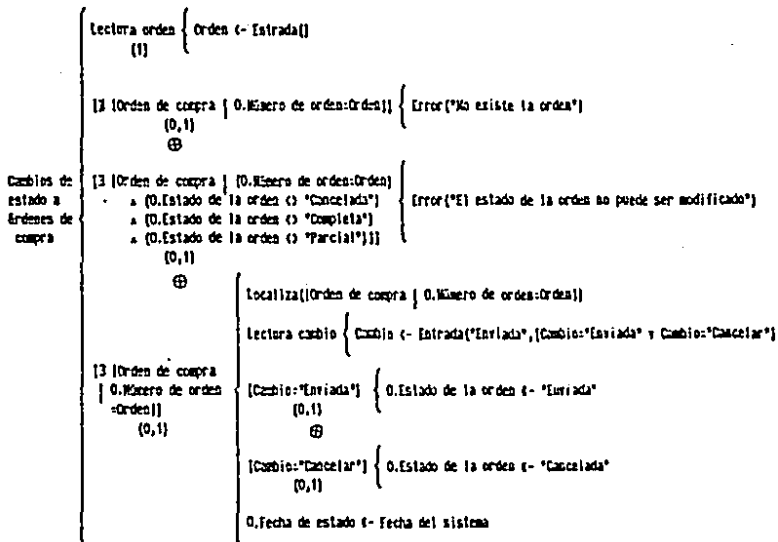 Lectura orden { Orden <- Entrada()
(1)
[∃ |Orden de compra | O.Número de orden=Orden|] { Error("No existe la orden")
(0,1)
⊕
Cambios de estado a órdenes de compra
[∃ |Orden de compra | (O.Número de orden=Orden)
∧ (O.Estado de la orden <> "Cancelada")
∧ (O.Estado de la orden <> "Completa")
∧ (O.Estado de la orden <> "Parcial")|] { Error("El estado de la orden no puede ser modificado")
(0,1)
⊕
[∃ |Orden de compra
| O.Número de orden
=Orden|]
(0,1)
Localiza(|Orden de compra | O.Número de orden=Orden|)
Lectura cambio { Cambio <- Entrada("Enviada",[Cambio="Enviada" v Cambio="Cancelar"]
[Cambio="Enviada"] { O.Estado de la orden <- "Enviada"
(0,1)
⊕
[Cambio="Cancelar"] { O.Estado de la orden <- "Cancelada"
(0,1)
O.Fecha de estado <- Fecha del sistema